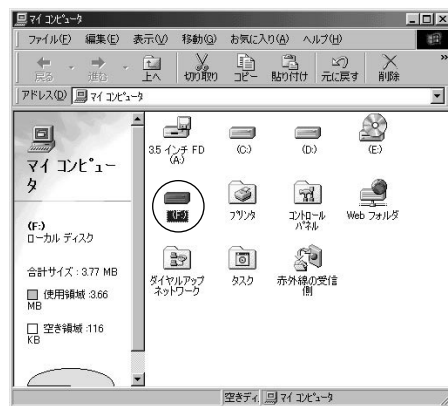 マイ コンピュータ
ファイル(F) 編集(E) 表示(V) 移動(G) お気に入り(A) ヘルプ(H)
戻る 進む 上へ 切り取り コピー 貼り付け 元に戻す 削除 »
アドレス(D) マイ コンピュータ
マイ コンピュー
タ
(F:)
ローカル ディスク
合計サイズ : 3.77 MB
使用領域 :3.66
MB
空き領域 :116
KB
3.5 インチ FD
(A:)
(C:)
(D:)
(E:)
(F:)
プリンタ
コントロール
パネル
Web フォルダ
ダイヤルアップ
ネットワーク
タスク
赤外線の受信
側
空きディ
マイ コンピュータ